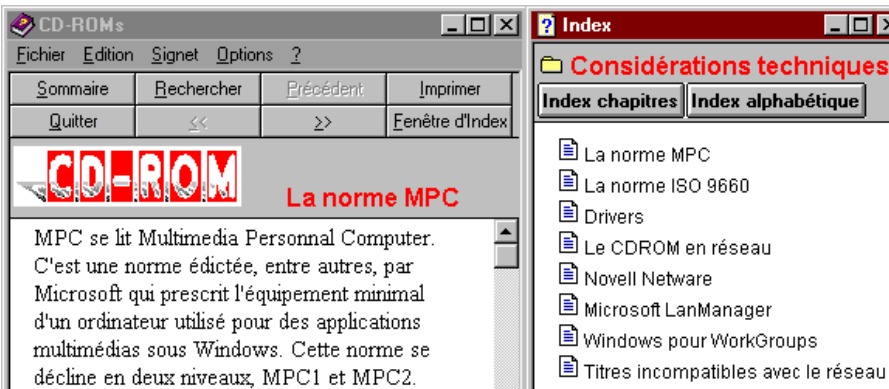 CD-ROMs
Fichier Edition Signet Options ?
Sommaire Rechercher Précédent Imprimer
Quitter << >> Fenêtre d'Index
CD-ROM
La norme MPC
MPC se lit Multimedia Personnal Computer.
C'est une norme édictée, entre autres, par
Microsoft qui prescrit l'équipement minimal
d'un ordinateur utilisé pour des applications
multimédias sous Windows. Cette norme se
décline en deux niveaux, MPC1 et MPC2.
Index
Considérations techniques
Index chapitres Index alphabétique
La norme MPC
La norme ISO 9660
Drivers
Le CDROM en réseau
Novell Netware
Microsoft LanManager
Windows pour WorkGroups
Titres incompatibles avec le réseau